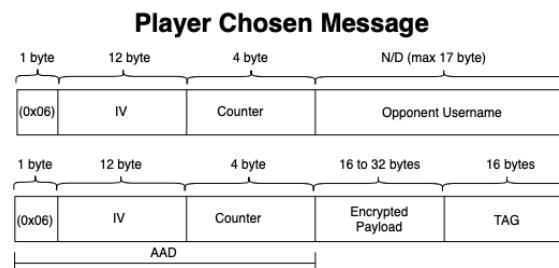 Player Chosen Message
1 byte 12 byte 4 byte N/D (max 17 byte)
(0x06) IV Counter Opponent Username
1 byte 12 byte 4 byte 16 to 32 bytes 16 bytes
(0x06) IV Counter Encrypted Payload TAG
AAD